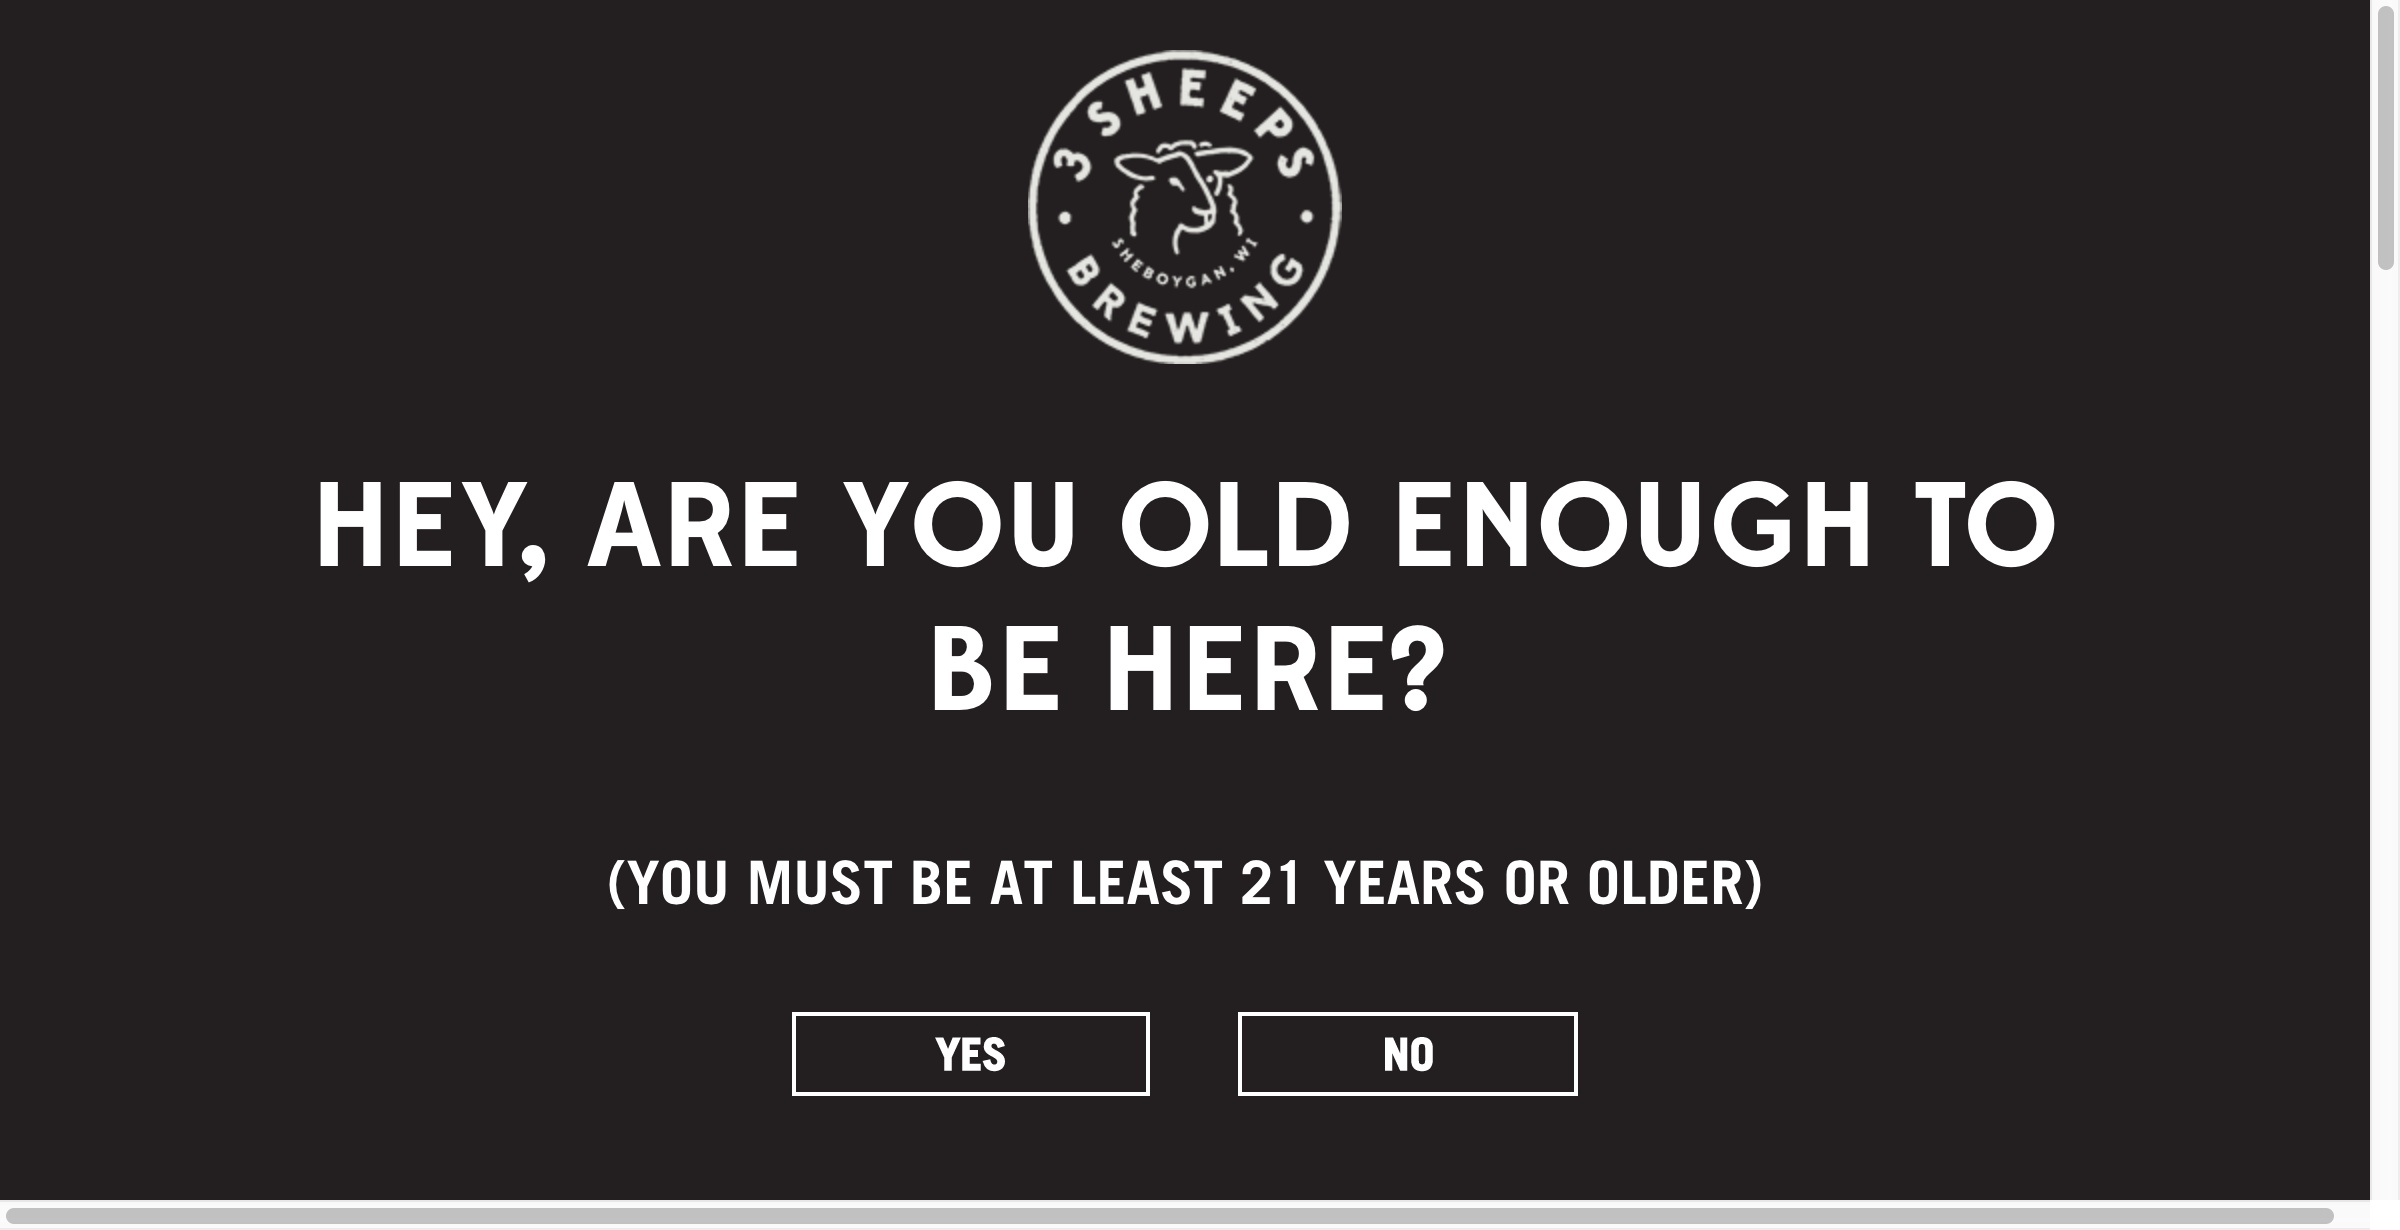 3 SHEEPS
SHEBOYGAN, WI
BREWING
HEY, ARE YOU OLD ENOUGH TO
BE HERE?
(YOU MUST BE AT LEAST 21 YEARS OR OLDER)
YES
NO